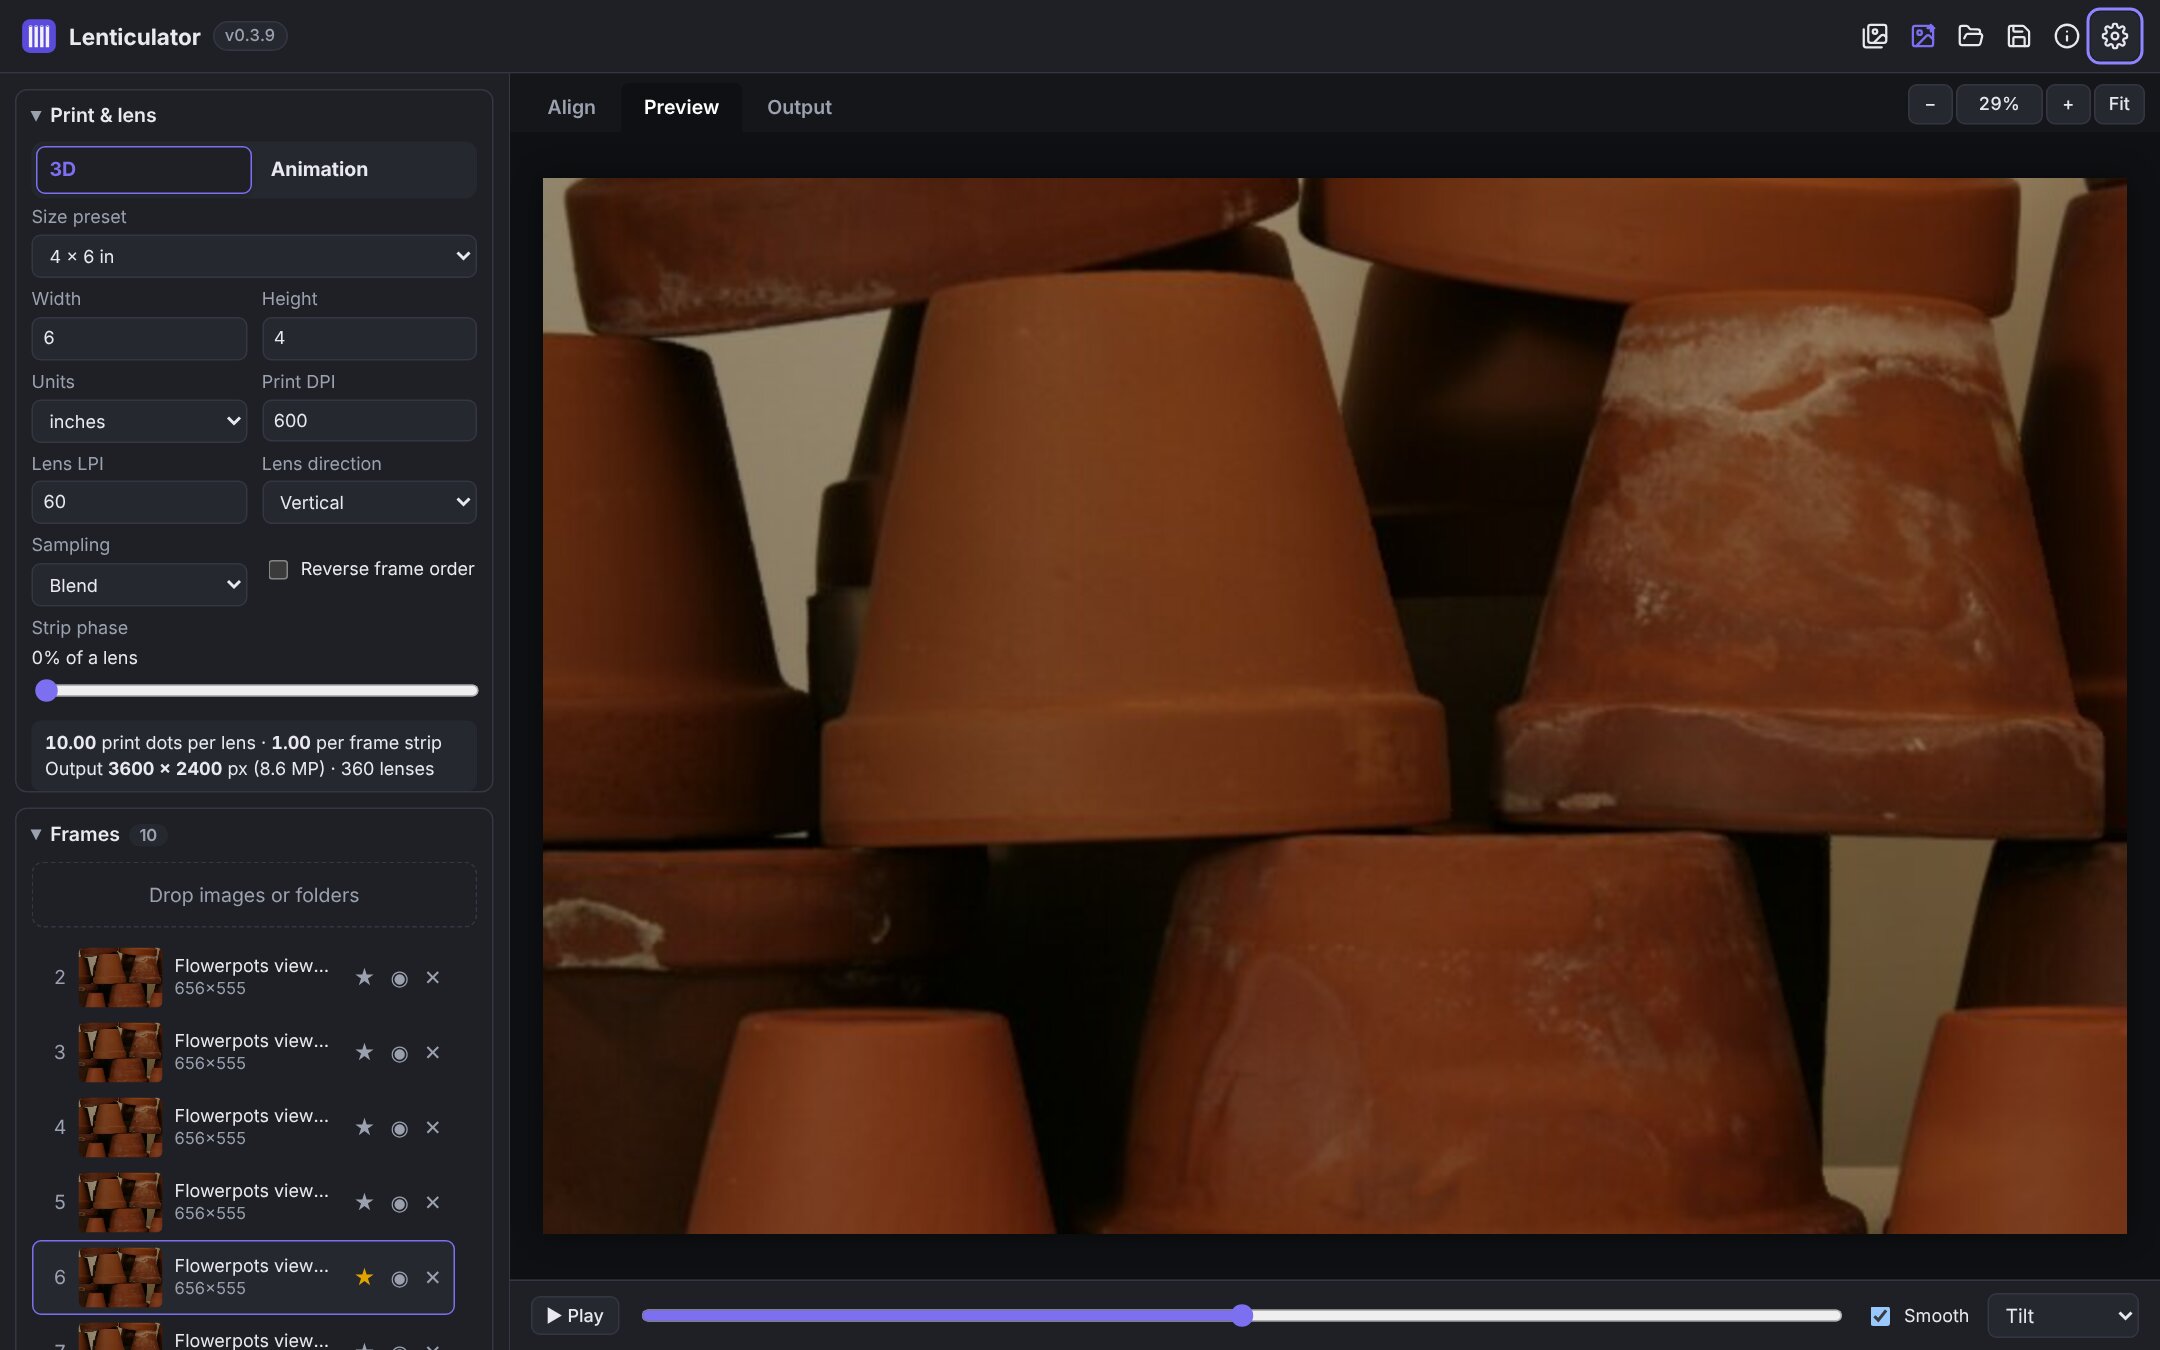 Lenticulator v0.3.9
Print & lens
3D Animation
Size preset
4 × 6 in
Width Height
6 4
Units Print DPI
inches 600
Lens LPI Lens direction
60 Vertical
Sampling
Blend Reverse frame order
Strip phase
0% of a lens
10.00 print dots per lens · 1.00 per frame strip
Output 3600 × 2400 px (8.6 MP) · 360 lenses
Frames 10
Drop images or folders
2 Flowerpots view...
656×555
3 Flowerpots view...
656×555
4 Flowerpots view...
656×555
5 Flowerpots view...
656×555
6 Flowerpots view...
656×555
7 Flowerpots view...
Align Preview Output
− 29% + Fit
Play Smooth Tilt